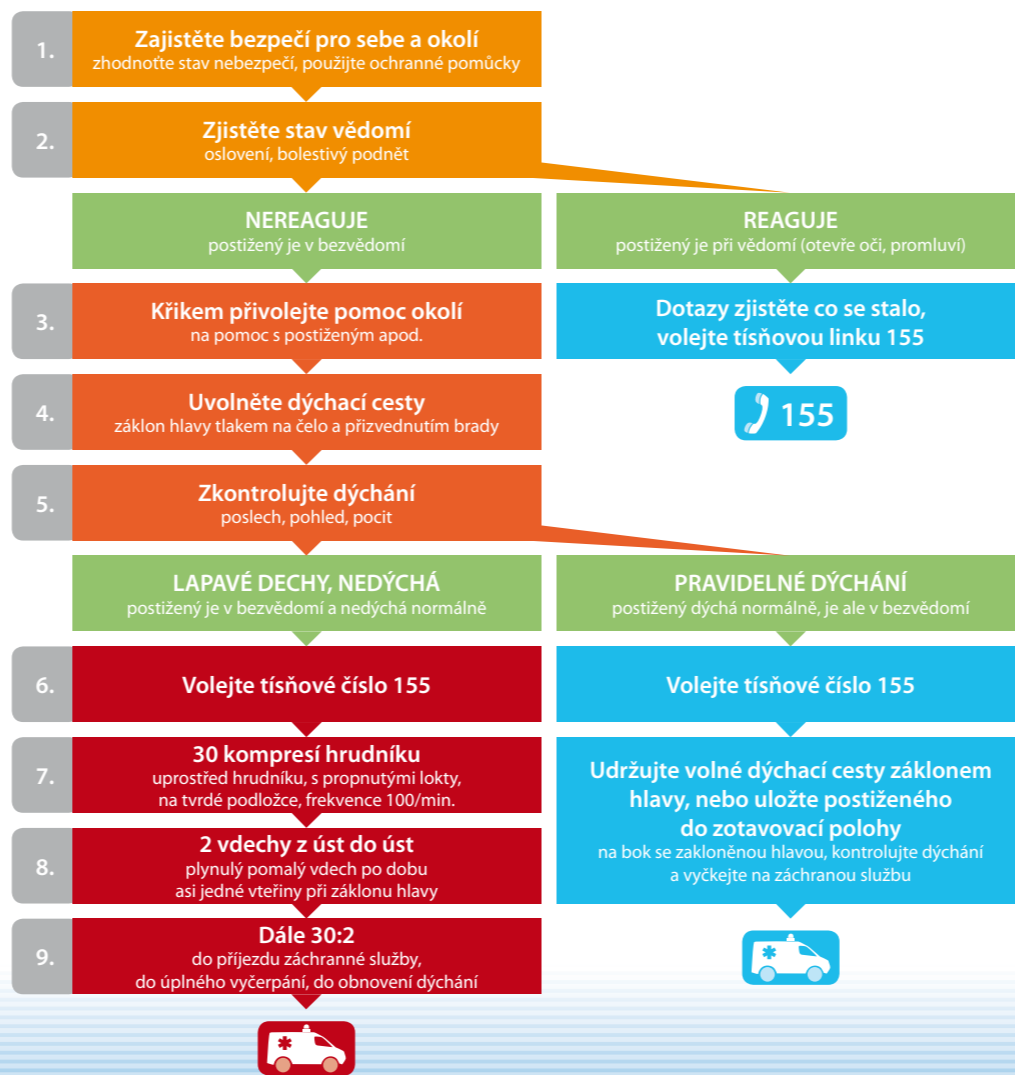 1.
Zajistěte bezpečí pro sebe a okolí
zhodnoťte stav nebezpečí, použijte ochranné pomůcky
2.
Zjistěte stav vědomí
oslovení, bolestivý podnět
NEREAGUJE
postižený je v bezvědomí
REAGUJE
postižený je při vědomí (otevře oči, promluví)
3.
Křikem přivolejte pomoc okolí
na pomoc s postiženým apod.
Dotazy zjistěte co se stalo,
volejte tísňovou linku 155
155
4.
Uvolněte dýchací cesty
záklon hlavy tlakem na čelo a přizvednutím brady
5.
Zkontrolujte dýchání
poslech, pohled, pocit
LAPAVÉ DECHY, NEDÝCHÁ
postižený je v bezvědomí a nedýchá normálně
PRAVIDELNÉ DÝCHÁNÍ
postižený dýchá normálně, je ale v bezvědomí
6.
Volejte tísňové číslo 155
Volejte tísňové číslo 155
7.
30 kompresí hrudníku
uprostřed hrudníku, s propnutými lokty,
na tvrdé podložce, frekvence 100/min.
Udržujte volné dýchací cesty záklonem
hlavy, nebo uložte postiženého
do zotavovací polohy
na bok se zakloněnou hlavou, kontrolujte dýchání
a vyčkejte na záchranou službu
8.
2 vdechy z úst do úst
plynulý pomalý vdech po dobu
asi jedné vteřiny při záklonu hlavy
9.
Dále 30:2
do příjezdu záchranné služby,
do úplného vyčerpání, do obnovení dýchání